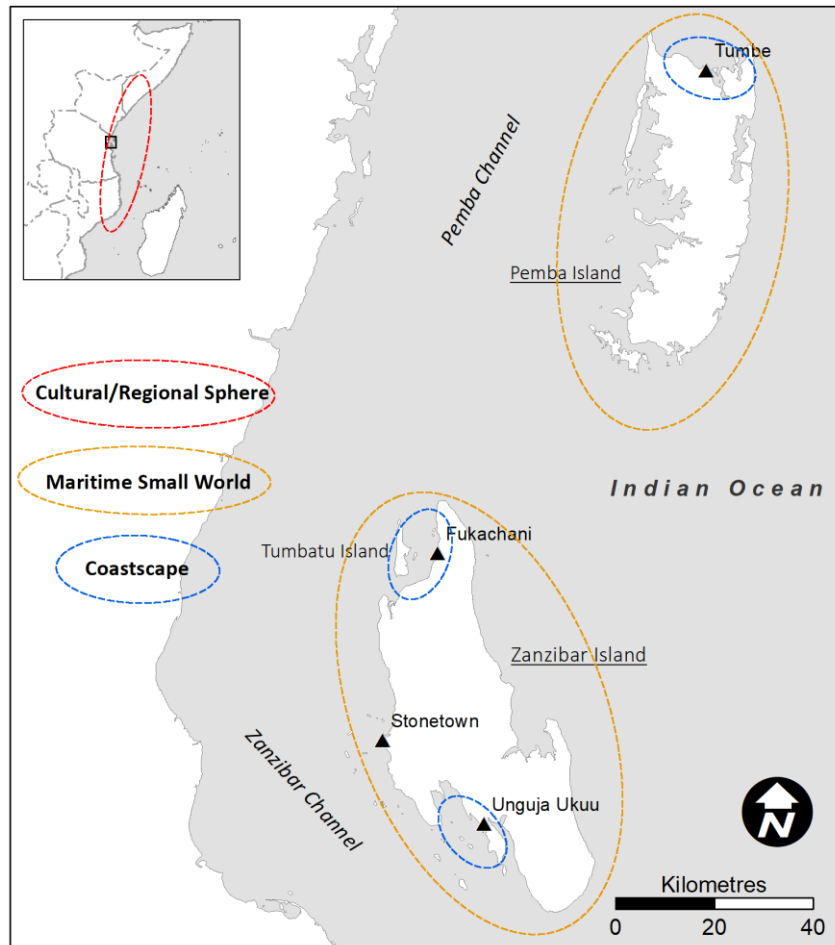 Tumbe
Pemba Channel
Pemba Island
Cultural/Regional Sphere
Maritime Small World
Indian Ocean
Coastscape
Tumbatu Island
Fukachani
Zanzibar Island
Stonetown
Zanzibar Channel
Unguja Ukuu
N
Kilometres
0 20 40